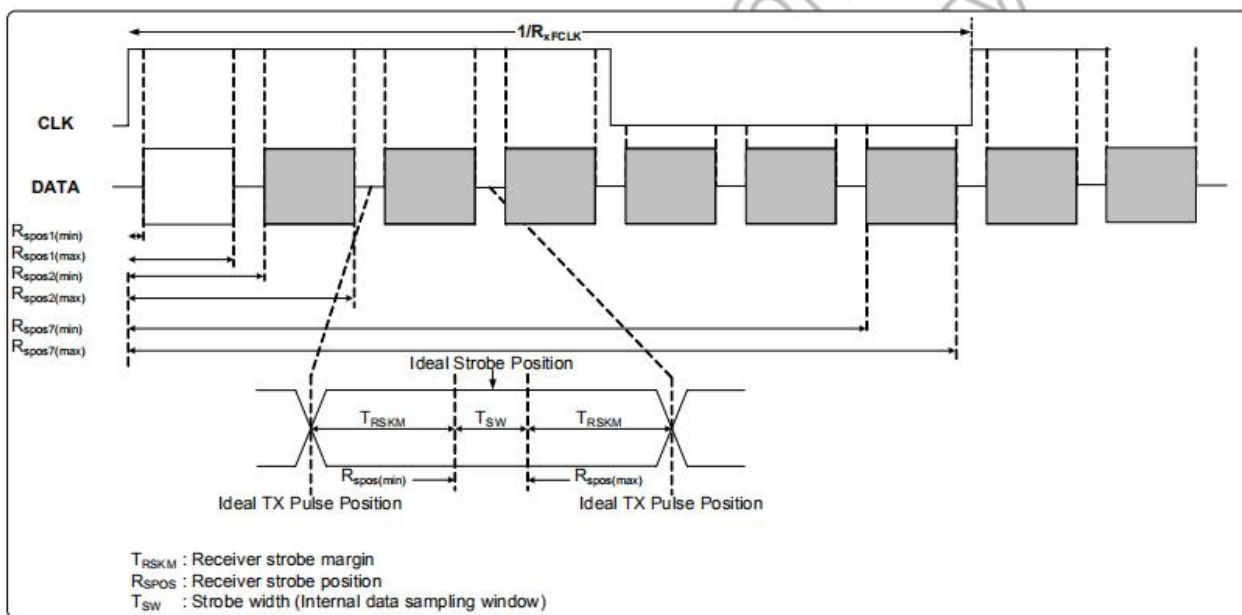 1/RxFCLK
CLK
DATA
Rspos1(min)
Rspos1(max)
Rspos2(min)
Rspos2(max)
Rspos7(min)
Rspos7(max)
Ideal Strobe Position
TRSKM TSW TRSKM
Rspos(min) Rspos(max)
Ideal TX Pulse Position Ideal TX Pulse Position
TRSKM : Receiver strobe margin
RSPOS : Receiver strobe position
TSW : Strobe width (Internal data sampling window)